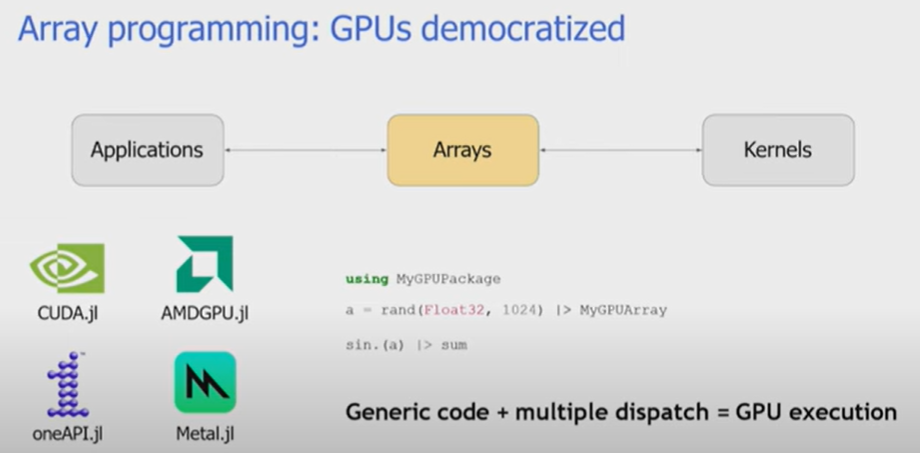 Array programming: GPUs democratized
Applications
Arrays
Kernels
CUDA.jl
AMDGPU.jl
oneAPI.jl
Metal.jl
using MyGPUPackage
a = rand(Float32, 1024) |> MyGPUArray
sin.(a) |> sum
Generic code + multiple dispatch = GPU execution